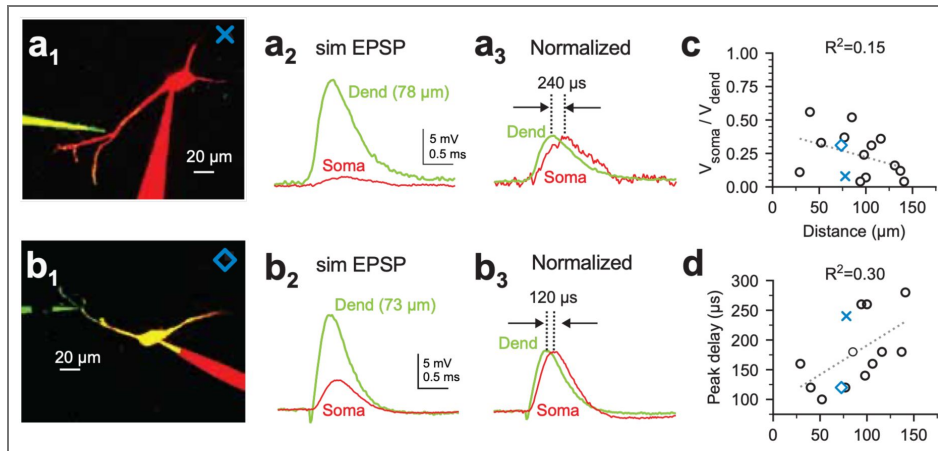 a1
20 µm
a2
sim EPSP
Dend (78 µm)
Soma
5 mV
0.5 ms
a3
Normalized
240 µs
Dend
Soma
c
R²=0.15
Vsoma / Vdend
1.00
0.75
0.50
0.25
0.00
0
50
100
150
Distance (µm)
b1
20 µm
b2
sim EPSP
Dend (73 µm)
Soma
5 mV
0.5 ms
b3
Normalized
120 µs
Dend
Soma
d
R²=0.30
Peak delay (µs)
300
250
200
150
100
0
50
100
150